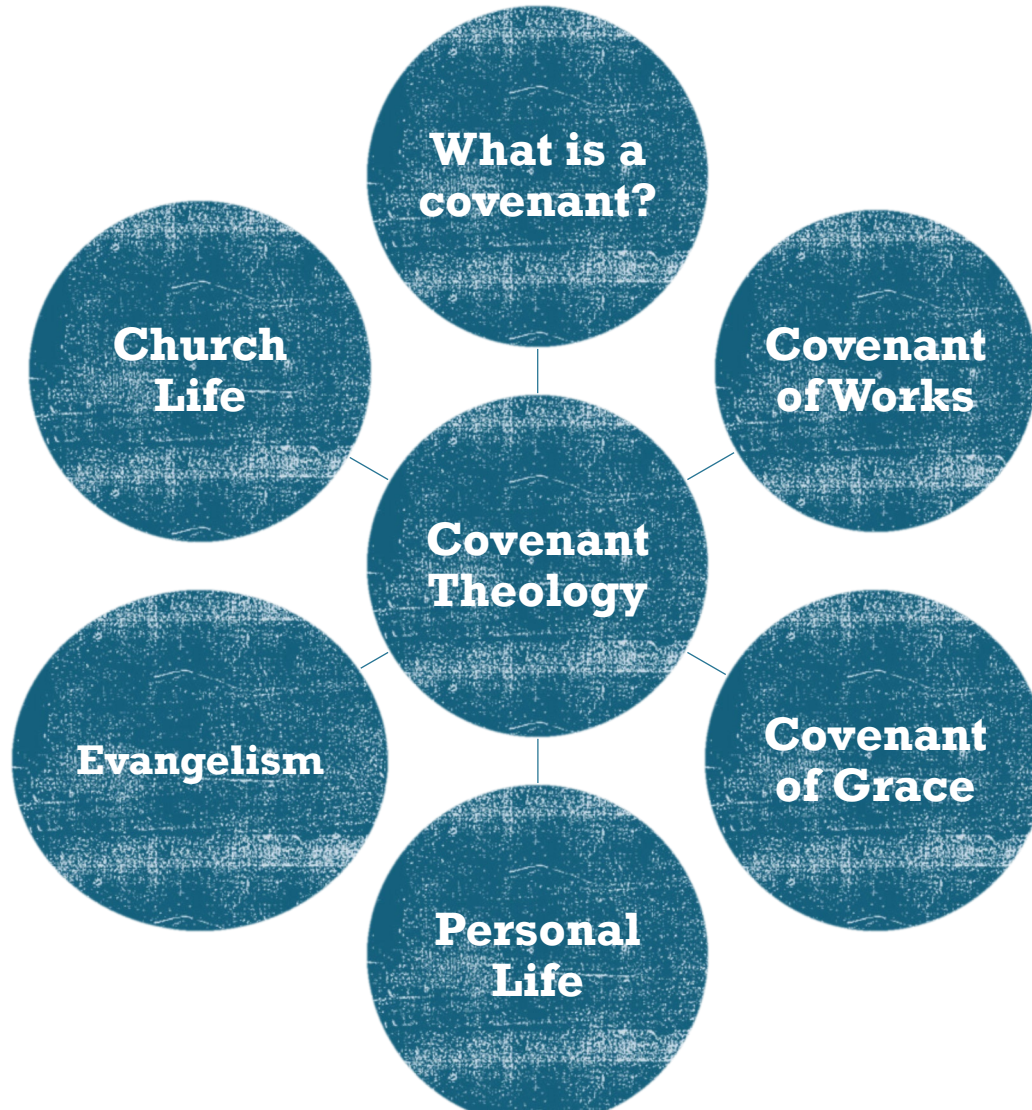 What is a
covenant?
Church
Life
Covenant
of Works
Covenant
Theology
Evangelism
Covenant
of Grace
Personal
Life